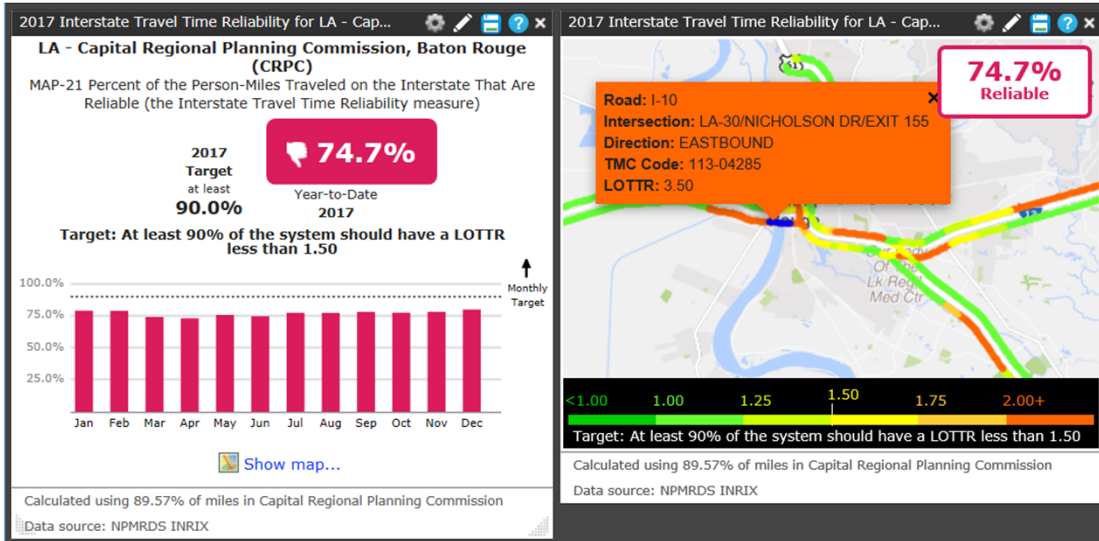 2017 Interstate Travel Time Reliability for LA - Cap...
LA - Capital Regional Planning Commission, Baton Rouge
(CRPC)
MAP-21 Percent of the Person-Miles Traveled on the Interstate That Are
Reliable (the Interstate Travel Time Reliability measure)
2017
Target
at least
90.0%
74.7%
Year-to-Date
2017
Target: At least 90% of the system should have a LOTTR
less than 1.50
Monthly
Target
100.0%
75.0%
50.0%
25.0%
Jan Feb Mar Apr May Jun Jul Aug Sep Oct Nov Dec
Show map...
Calculated using 89.57% of miles in Capital Regional Planning Commission
Data source: NPMRDS INRIX
2017 Interstate Travel Time Reliability for LA - Cap...
74.7%
Reliable
Road: I-10
Intersection: LA-30/NICHOLSON DR/EXIT 155
Direction: EASTBOUND
TMC Code: 113-04285
LOTTR: 3.50
12
Of The
Lk Regl
Med Ctr
<1.00 1.00 1.25 1.50 1.75 2.00+
Target: At least 90% of the system should have a LOTTR less than 1.50
Calculated using 89.57% of miles in Capital Regional Planning Commission
Data source: NPMRDS INRIX